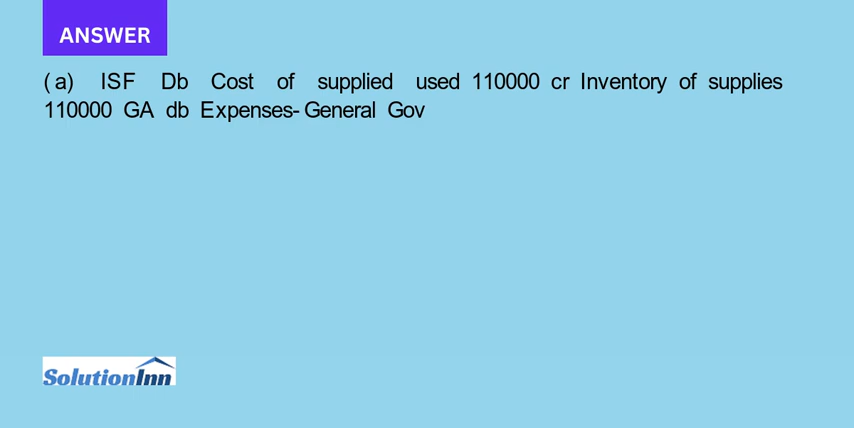 ANSWER
(a) ISF Db Cost of supplied used 110000 cr Inventory of supplies
110000 GA db Expenses- General Gov
SolutionInn